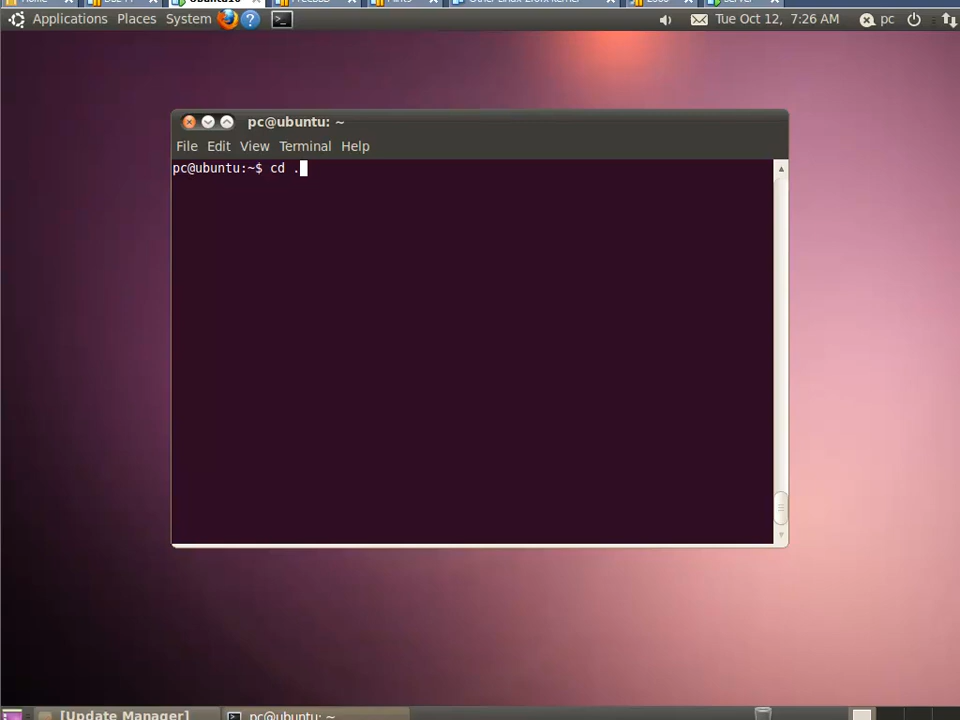 Ubuntu10
Applications Places System
Tue Oct 12, 7:26 AM
pc
pc@ubuntu: ~
File Edit View Terminal Help
pc@ubuntu:~$ cd .
[Update Manager]
pc@ubuntu: ~